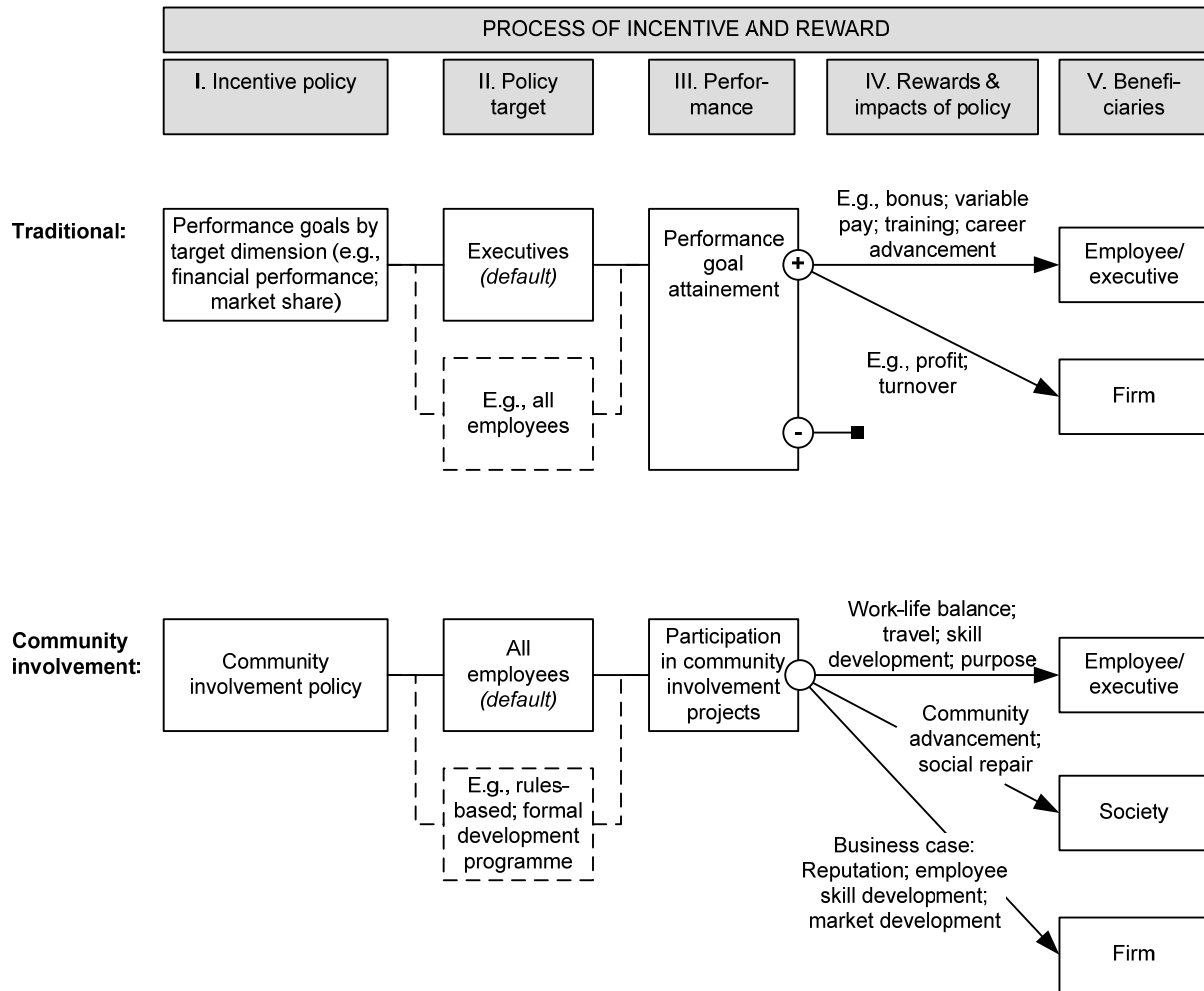 PROCESS OF INCENTIVE AND REWARD
I. Incentive policy
II. Policy
target
III. Perfor-
mance
IV. Rewards &
impacts of policy
V. Benefi-
ciaries
Traditional:
Performance goals by
target dimension (e.g.,
financial performance;
market share)
Executives
(default)
E.g., all
employees
Performance
goal
attainement
+
-
E.g., bonus; variable
pay; training; career
advancement
E.g., profit;
turnover
Employee/
executive
Firm
Community
involvement:
Community
involvement policy
All
employees
(default)
E.g., rules-
based; formal
development
programme
Participation
in community
involvement
projects
Work-life balance;
travel; skill
development; purpose
Community
advancement;
social repair
Business case:
Reputation; employee
skill development;
market development
Employee/
executive
Society
Firm